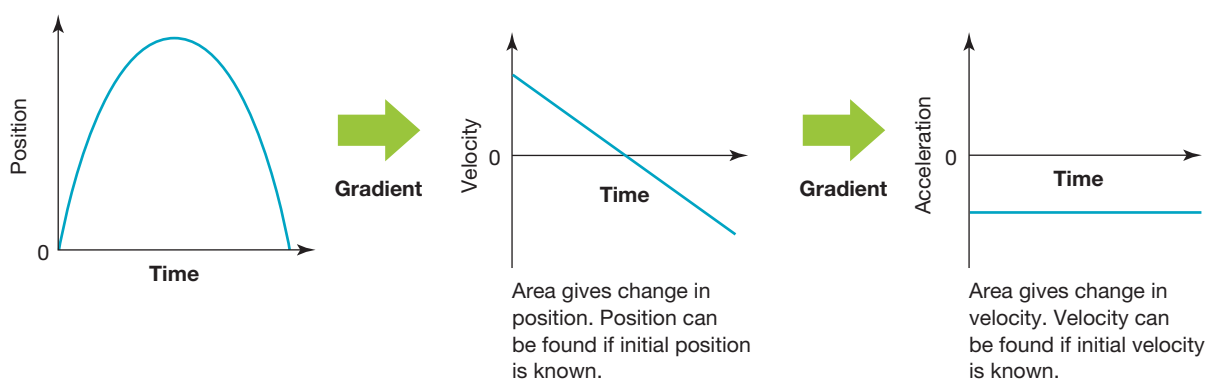 Position
0
Time
Gradient
Velocity
0
Time
Area gives change in
position. Position can
be found if initial position
is known.
Gradient
Acceleration
0
Time
Area gives change in
velocity. Velocity can
be found if initial velocity
is known.